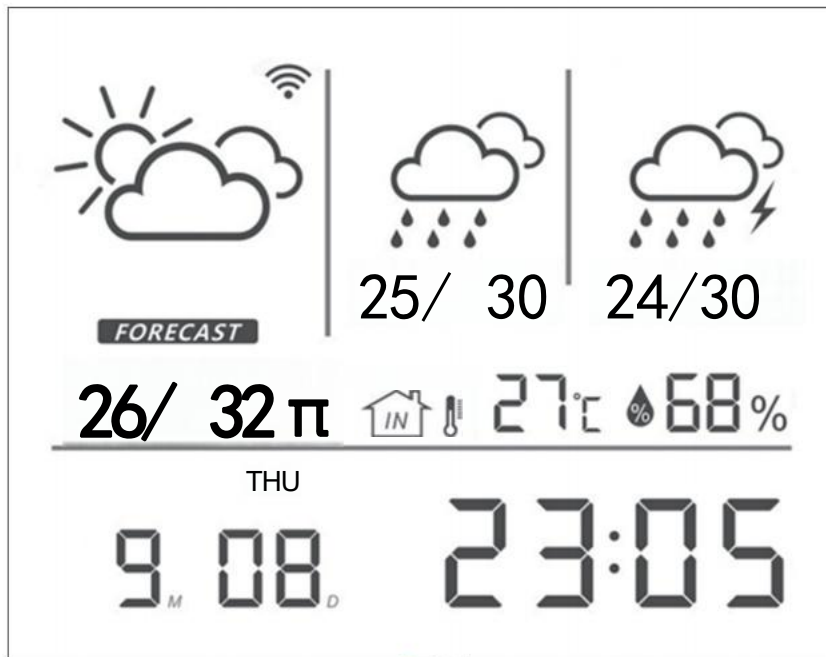 25/ 30
24/30
FORECAST
26/ 32 π
IN
27°C
% 68%
THU
9 M 08 D
23:05